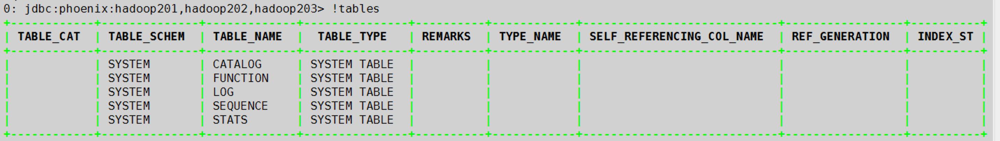 0: jdbc:phoenix:hadoop201,hadoop202,hadoop203> !tables
+------------+--------------+-------------+---------------+----------+------------+----------------------------+-----------------+----------+
| TABLE_CAT | TABLE_SCHEM | TABLE_NAME | TABLE_TYPE | REMARKS | TYPE_NAME | SELF_REFERENCING_COL_NAME | REF_GENERATION | INDEX_ST |
+------------+--------------+-------------+---------------+----------+------------+----------------------------+-----------------+----------+
| | SYSTEM | CATALOG | SYSTEM TABLE | | | | | |
| | SYSTEM | FUNCTION | SYSTEM TABLE | | | | | |
| | SYSTEM | LOG | SYSTEM TABLE | | | | | |
| | SYSTEM | SEQUENCE | SYSTEM TABLE | | | | | |
| | SYSTEM | STATS | SYSTEM TABLE | | | | | |
+------------+--------------+-------------+---------------+----------+------------+----------------------------+-----------------+----------+